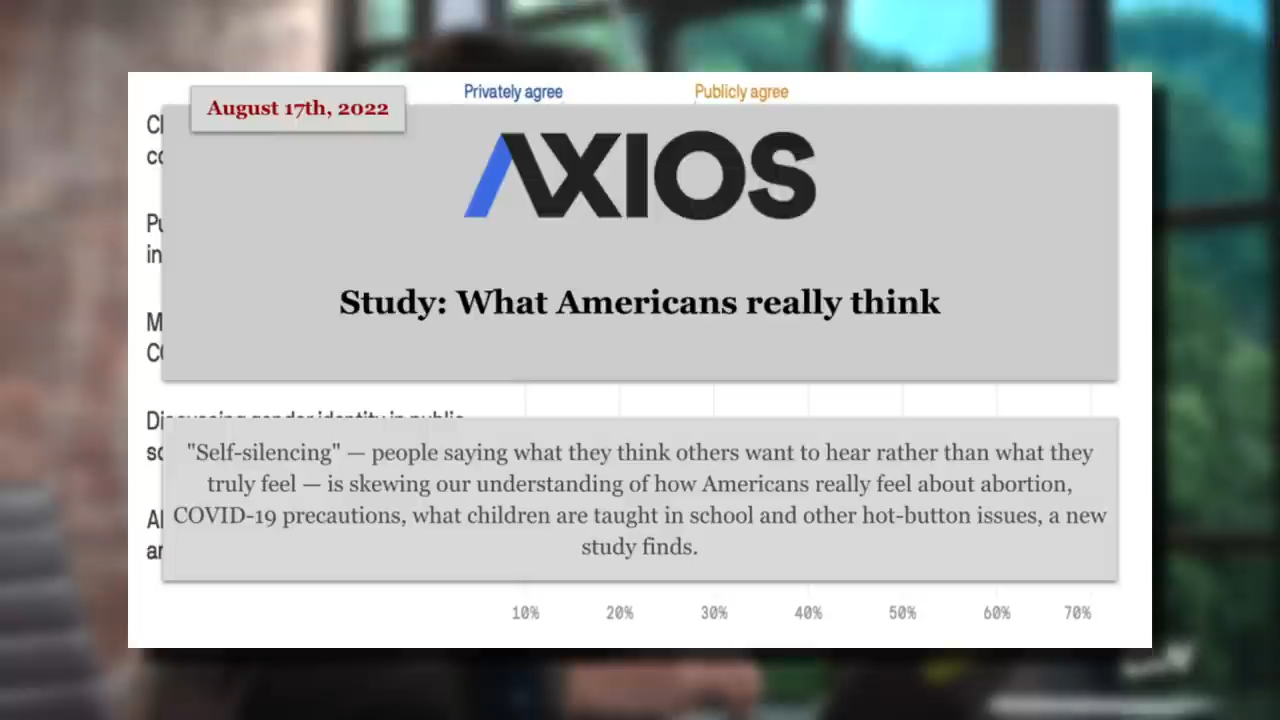 Privately agree
Publicly agree
August 17th, 2022
AXIOS
Study: What Americans really think
"Self-silencing" — people saying what they think others want to hear rather than what they
truly feel — is skewing our understanding of how Americans really feel about abortion,
COVID-19 precautions, what children are taught in school and other hot-button issues, a new
study finds.
10% 20% 30% 40% 50% 60% 70%